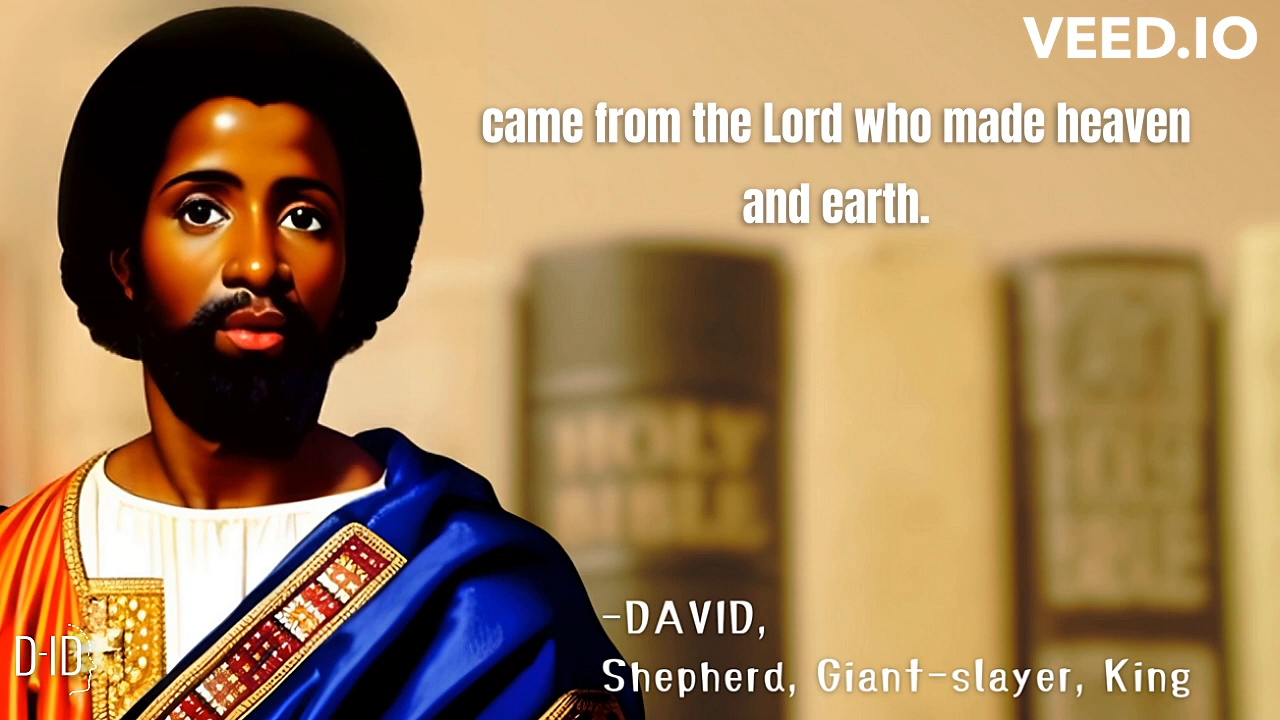 VEED.IO
came from the Lord who made heaven
and earth.
HOLY
BIBLE
-DAVID,
Shepherd, Giant-slayer, King
D-ID